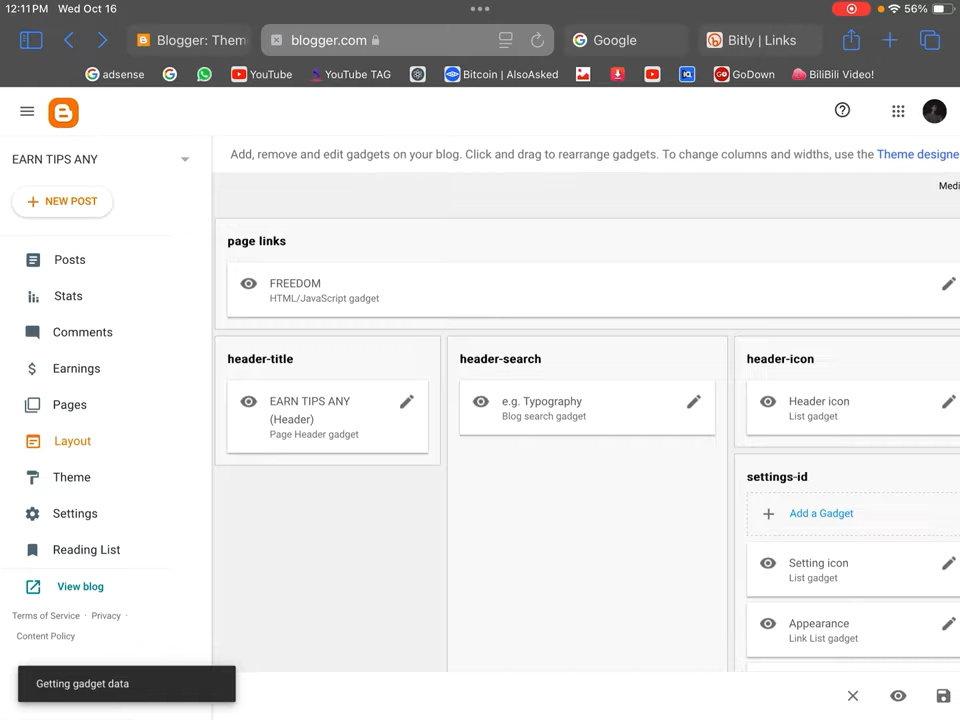 12:11 PM Wed Oct 16
56%
Blogger: Them
blogger.com
Google
Bitly | Links
adsense
YouTube
YouTube TAG
Bitcoin | AlsoAsked
GoDown
BiliBili Video!
EARN TIPS ANY
NEW POST
Posts
Stats
Comments
Earnings
Pages
Layout
Theme
Settings
Reading List
View blog
Terms of Service · Privacy ·
Content Policy
Getting gadget data
Add, remove and edit gadgets on your blog. Click and drag to rearrange gadgets. To change columns and widths, use the Theme designe
Medi
page links
FREEDOM
HTML/JavaScript gadget
header-title
EARN TIPS ANY
(Header)
Page Header gadget
header-search
e.g. Typography
Blog search gadget
header-icon
Header icon
List gadget
settings-id
Add a Gadget
Setting icon
List gadget
Appearance
Link List gadget